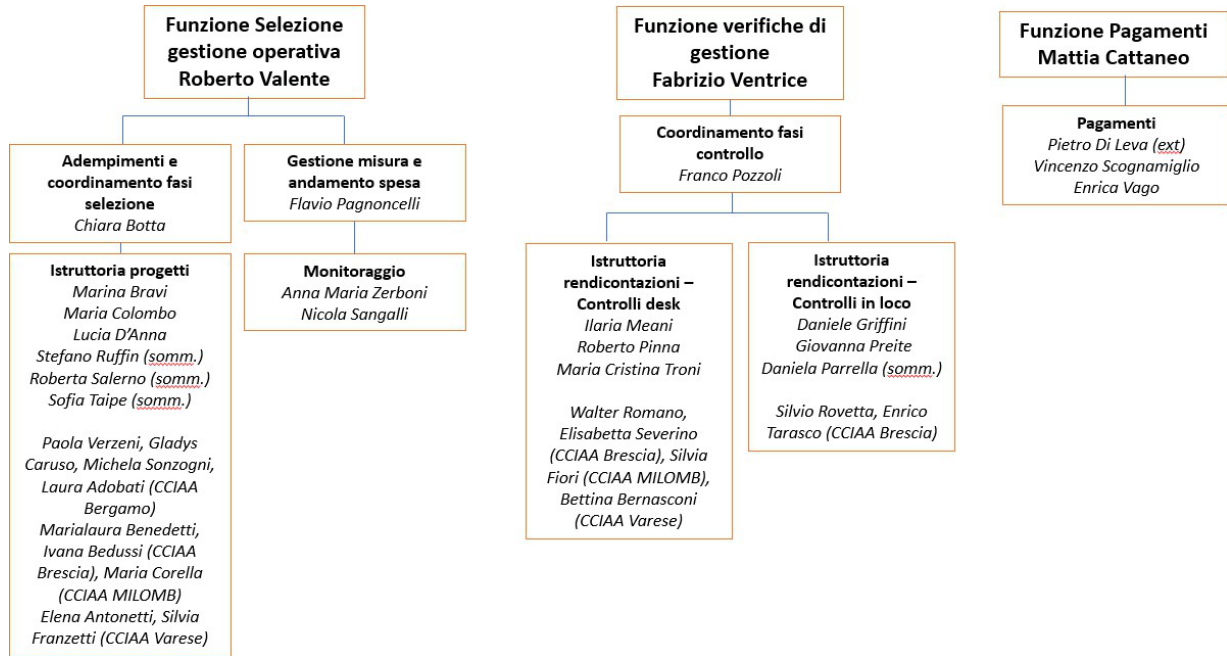 Funzione Selezione
gestione operativa
Roberto Valente
Adempimenti e
coordinamento fasi
selezione
Chiara Botta
Gestione misura e
andamento spesa
Flavio Pagnoncelli
Istruttoria progetti
Marina Bravi
Maria Colombo
Lucia D’Anna
Stefano Ruffin (somm.)
Roberta Salerno (somm.)
Sofia Taipe (somm.)
Paola Verzeni, Gladys
Caruso, Michela Sonzogni,
Laura Adobati (CCIAA
Bergamo)
Marialaura Benedetti,
Ivana Bedussi (CCIAA
Brescia), Maria Corella
(CCIAA MILOMB)
Elena Antonetti, Silvia
Franzetti (CCIAA Varese)
Monitoraggio
Anna Maria Zerboni
Nicola Sangalli
Funzione verifiche di
gestione
Fabrizio Ventrice
Coordinamento fasi
controllo
Franco Pozzoli
Istruttoria
rendicontazioni –
Controlli desk
Ilaria Meani
Roberto Pinna
Maria Cristina Troni
Walter Romano,
Elisabetta Severino
(CCIAA Brescia), Silvia
Fiori (CCIAA MILOMB),
Bettina Bernasconi
(CCIAA Varese)
Istruttoria
rendicontazioni –
Controlli in loco
Daniele Griffini
Giovanna Preite
Daniela Parrella (somm.)
Silvio Rovetta, Enrico
Tarasco (CCIAA Brescia)
Funzione Pagamenti
Mattia Cattaneo
Pagamenti
Pietro Di Leva (ext)
Vincenzo Scognamiglio
Enrica Vago